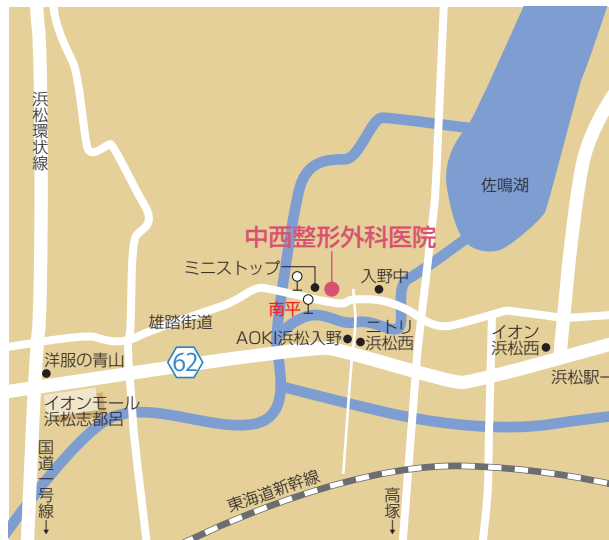 浜松環状線
佐鳴湖
中西整形外科医院
ミニストップ
入野中
南平
雄踏街道
AOKI浜松入野
ニトリ
浜松西
イオン
浜松西
洋服の青山
62
浜松駅→
イオンモール
浜松志都呂
国道一号線↓
東海道新幹線
高塚↓